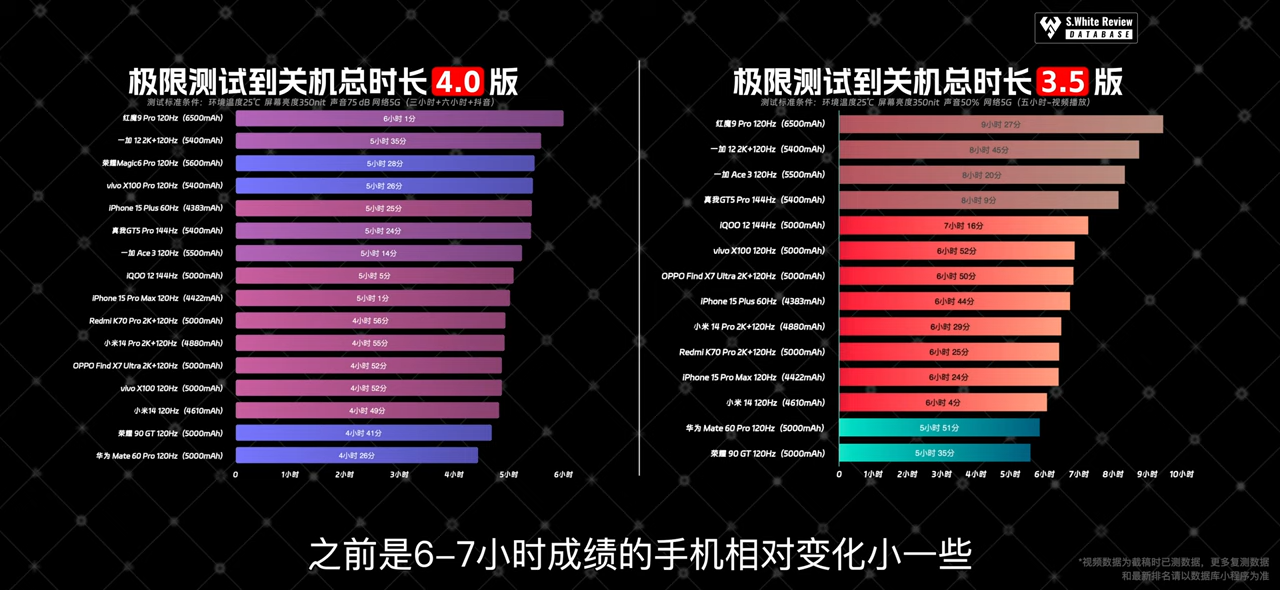 S.White Review
DATABASE
极限测试到关机总时长 4.0 版
测试标准条件：环境温度25℃ 屏幕亮度350nit 声音75dB 网络5G（三小时+六小时+抖音）
红魔9 Pro 120Hz（6500mAh） 6小时 1分
一加 12 2K+120Hz（5400mAh） 5小时 35分
荣耀Magic6 Pro 120Hz（5600mAh） 5小时 28分
vivo X100 Pro 120Hz（5400mAh） 5小时 26分
iPhone 15 Plus 60Hz（4383mAh） 5小时 25分
真我GT5 Pro 144Hz（5400mAh） 5小时 24分
一加 Ace 3 120Hz（5500mAh） 5小时 14分
iQOO 12 144Hz（5000mAh） 5小时 5分
iPhone 15 Pro Max 120Hz（4422mAh） 5小时 1分
Redmi K70 Pro 2K+120Hz（5000mAh） 4小时 56分
小米14 Pro 2K+120Hz（4880mAh） 4小时 55分
OPPO Find X7 Ultra 2K+120Hz（5000mAh） 4小时 52分
vivo X100 120Hz（5000mAh） 4小时 52分
小米14 120Hz（4610mAh） 4小时 49分
荣耀 90 GT 120Hz（5000mAh） 4小时 41分
华为 Mate 60 Pro 120Hz（5000mAh） 4小时 26分
0 1小时 2小时 3小时 4小时 5小时 6小时
极限测试到关机总时长 3.5 版
测试标准条件：环境温度25℃ 屏幕亮度350nit 声音50% 网络5G（五小时-视频播放）
红魔9 Pro 120Hz（6500mAh） 9小时 27分
一加 12 2K+120Hz（5400mAh） 8小时 45分
一加 Ace 3 120Hz（5500mAh） 8小时 20分
真我GT5 Pro 144Hz（5400mAh） 8小时 9分
iQOO 12 144Hz（5000mAh） 7小时 16分
vivo X100 120Hz（5000mAh） 6小时 52分
OPPO Find X7 Ultra 2K+120Hz（5000mAh） 6小时 50分
iPhone 15 Plus 60Hz（4383mAh） 6小时 44分
小米 14 Pro 2K+120Hz（4880mAh） 6小时 29分
Redmi K70 Pro 2K+120Hz（5000mAh） 6小时 25分
iPhone 15 Pro Max 120Hz（4422mAh） 6小时 24分
小米 14 120Hz（4610mAh） 6小时 4分
华为 Mate 60 Pro 120Hz（5000mAh） 5小时 51分
荣耀 90 GT 120Hz（5000mAh） 5小时 35分
0 1小时 2小时 3小时 4小时 5小时 6小时 7小时 8小时 9小时 10小时
之前是6-7小时成绩的手机相对变化小一些
*视频数据为截稿时已测数据，更多复测数据
和最新排名请以数据库小程序为准